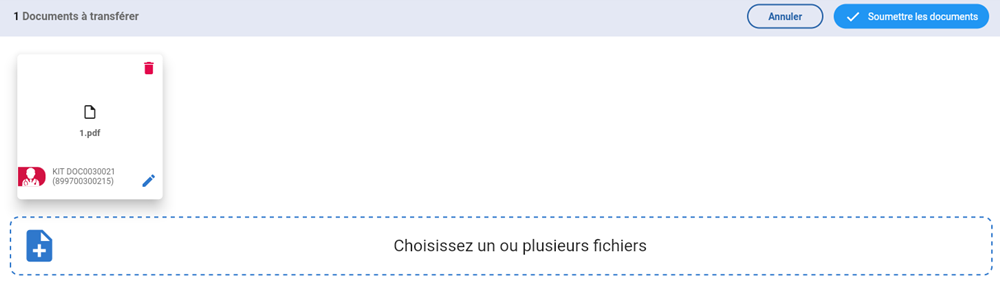 1 Documents à transférer
Annuler
Soumettre les documents
1.pdf
KIT DOC0030021
(899700300215)
Choisissez un ou plusieurs fichiers